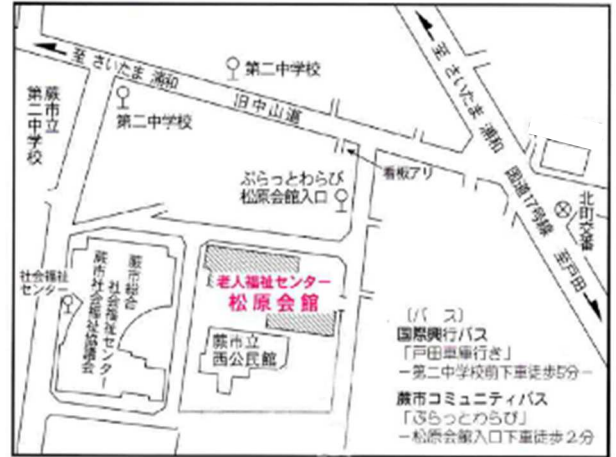 至 さいたま 浦和
第二中学校
旧中山道
第二中学校
蕨市立
第二中学校
至 さいたま 浦和
国道17号線
至戸田
北町交番
看板アリ
ぷらっとわらび
松原会館入口
社会福祉
センター
蕨市総合
社会福祉センター
蕨市社会福祉協議会
老人福祉センター
松原会館
蕨市立
西公民館
〔バス〕
国際興行バス
「戸田車庫行き」
－第二中学校前下車徒歩5分－
蕨市コミュニティバス
「ぷらっとわらび」
－松原会館入口下車徒歩２分